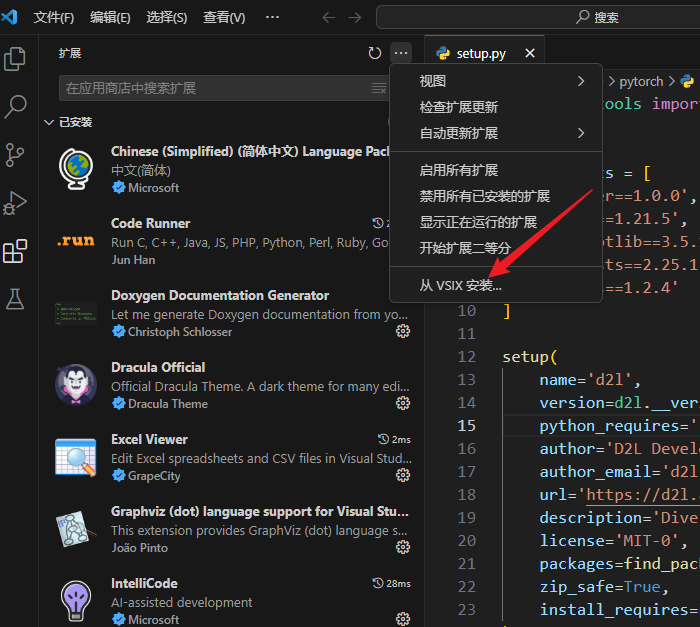 文件(F) 编辑(E) 选择(S) 查看(V) ··· 搜索
扩展
setup.py
在应用商店中搜索扩展
已安装
Chinese (Simplified) (简体中文) Language Pack
中文(简体)
Microsoft
Code Runner
.run
Run C, C++, Java, JS, PHP, Python, Perl, Ruby, Go
Jun Han
Doxygen Documentation Generator
Let me generate Doxygen documentation from yo...
Christoph Schlosser
Dracula Official
Official Dracula Theme. A dark theme for many edi...
Dracula Theme
Excel Viewer 2ms
Edit Excel spreadsheets and CSV files in Visual Stud...
GrapeCity
Graphviz (dot) language support for Visual Stu...
This extension provides GraphViz (dot) language s...
João Pinto
IntelliCode 28ms
AI-assisted development
Microsoft
视图
检查扩展更新
自动更新扩展
启用所有扩展
禁用所有已安装的扩展
显示正在运行的扩展
开始扩展二等分
从 VSIX 安装...
pytorch
tools impor
ts = [
er==1.0.0',
==1.21.5',
otlib==3.5.
ts==2.25.1
==1.2.4'
10 ]
11
12 setup(
13 name='d2l',
14 version=d2l.__ver
15 python_requires='
16 author='D2L Devel
17 author_email='d2l
18 url='https://d2l.
19 description='Dive
20 license='MIT-0',
21 packages=find_pac
22 zip_safe=True,
23 install_requires=